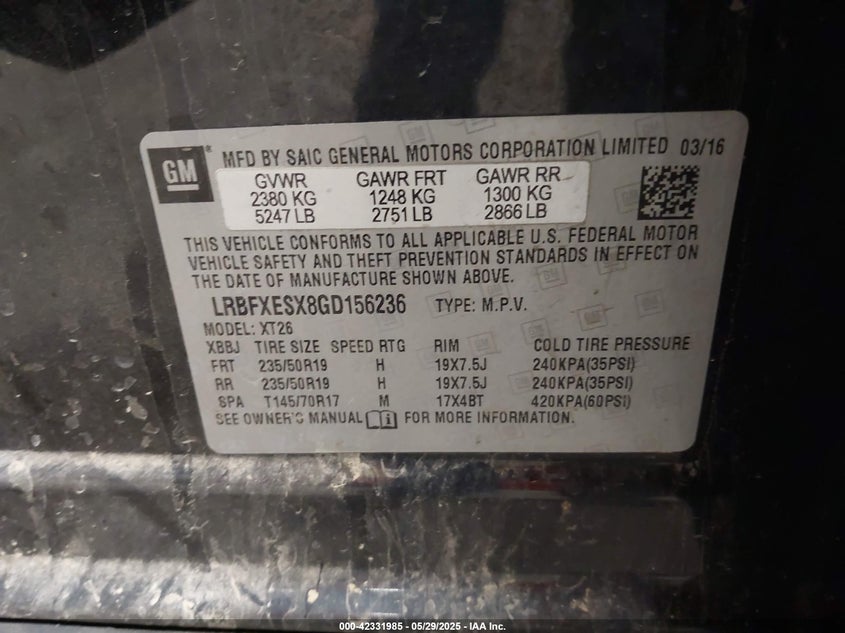 GM
MFD BY SAIC GENERAL MOTORS CORPORATION LIMITED 03/16
GVWR GAWR FRT GAWR RR
2380 KG 1248 KG 1300 KG
5247 LB 2751 LB 2866 LB
THIS VEHICLE CONFORMS TO ALL APPLICABLE U.S. FEDERAL MOTOR
VEHICLE SAFETY AND THEFT PREVENTION STANDARDS IN EFFECT ON
THE DATE OF MANUFACTURE SHOWN ABOVE.
LRBFXESX8GD156236 TYPE: M.P.V.
MODEL: XT26
XBBJ TIRE SIZE SPEED RTG RIM COLD TIRE PRESSURE
FRT 235/50R19 H 19X7.5J 240KPA(35PSI)
RR 235/50R19 H 19X7.5J 240KPA(35PSI)
SPA T145/70R17 M 17X4BT 420KPA(60PSI)
SEE OWNER'S MANUAL FOR MORE INFORMATION.
000-42331985 — 05/29/2025 — IAA Inc.